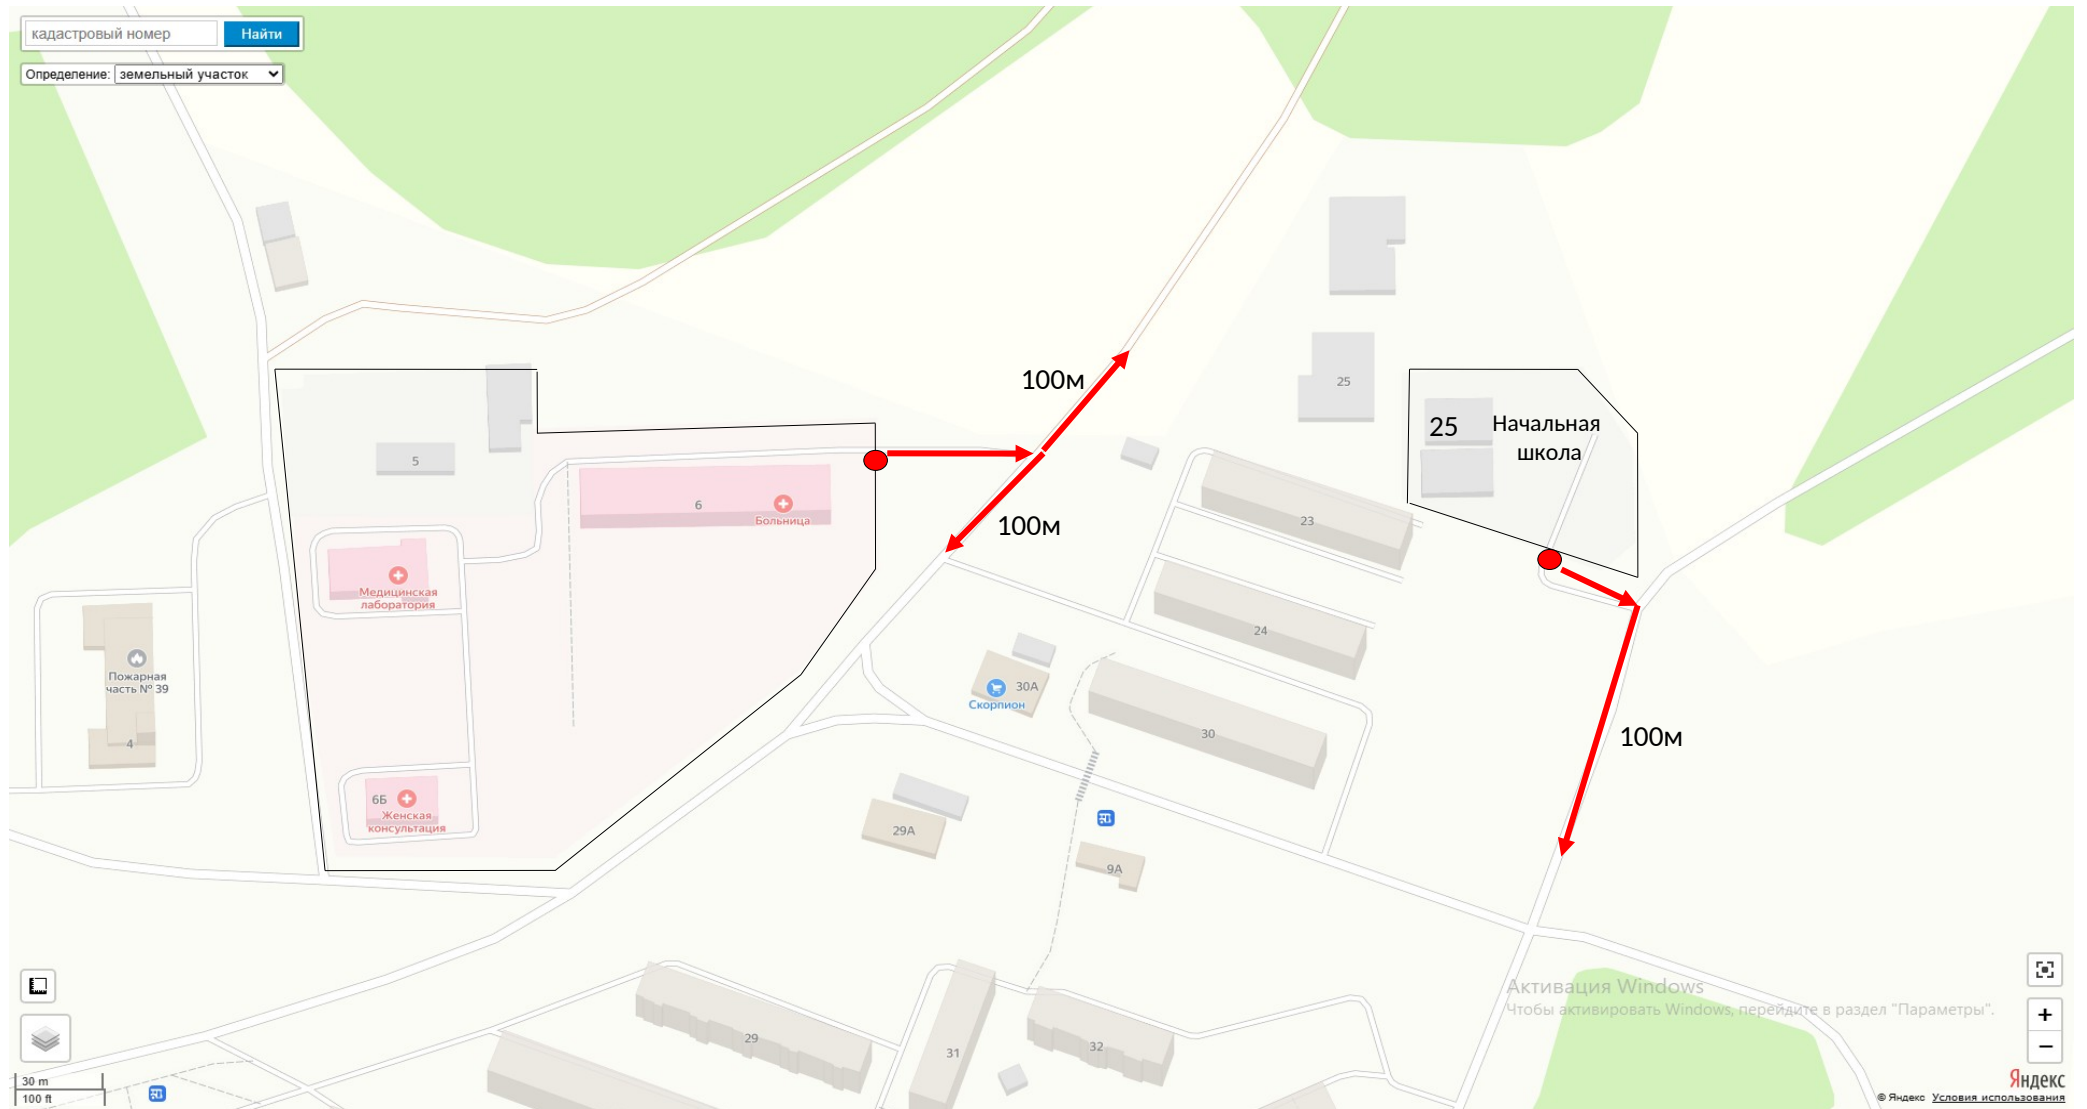 кадастровый номер
Найти
Определение: земельный участок
100м
25
25
Начальная
школа
5
6
Больница
100м
23
Медицинская
лаборатория
24
Пожарная
часть № 39
30А
Скорпион
4
30
100м
6Б
Женская
консультация
29А
9А
Активация Windows
Чтобы активировать Windows, перейдите в раздел "Параметры".
29
31
32
+
−
30 m
100 ft
Яндекс
© Яндекс Условия использования